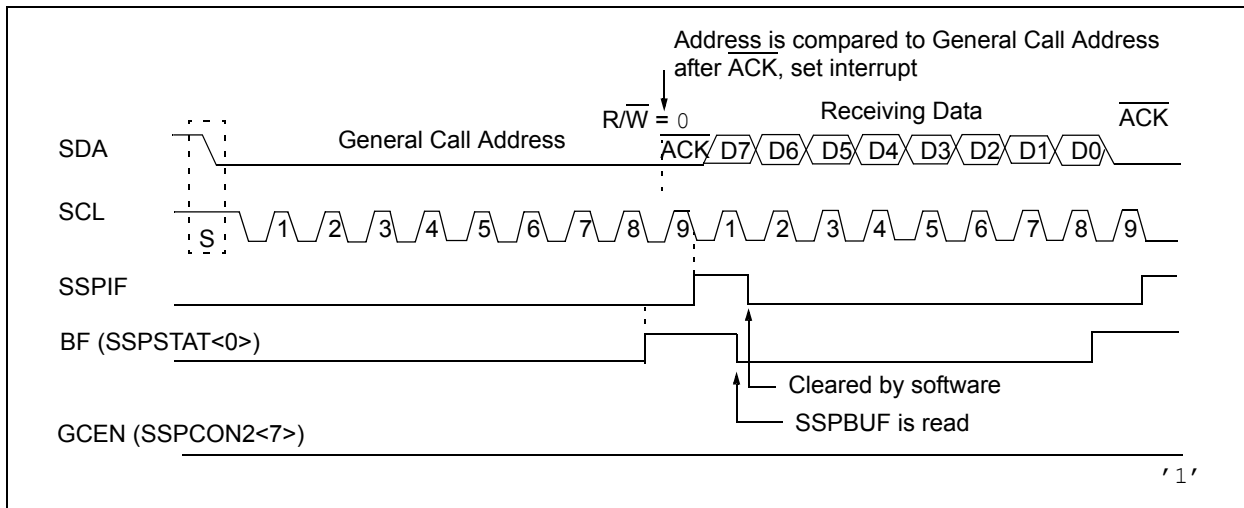 Address is compared to General Call Address
after ACK, set interrupt
R/W = 0
Receiving Data
ACK
General Call Address
SDA
ACK D7 D6 D5 D4 D3 D2 D1 D0
SCL
S
1 2 3 4 5 6 7 8 9 1 2 3 4 5 6 7 8 9
SSPIF
BF (SSPSTAT<0>)
Cleared by software
SSPBUF is read
GCEN (SSPCON2<7>)
'1'